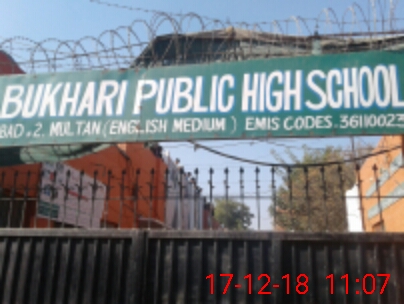 BUKHARI PUBLIC HIGH SCHOOL
BAD. 2. MULTAN (ENGLISH MEDIUM) EMIS CODES. 36110023
17-12-18 11:07